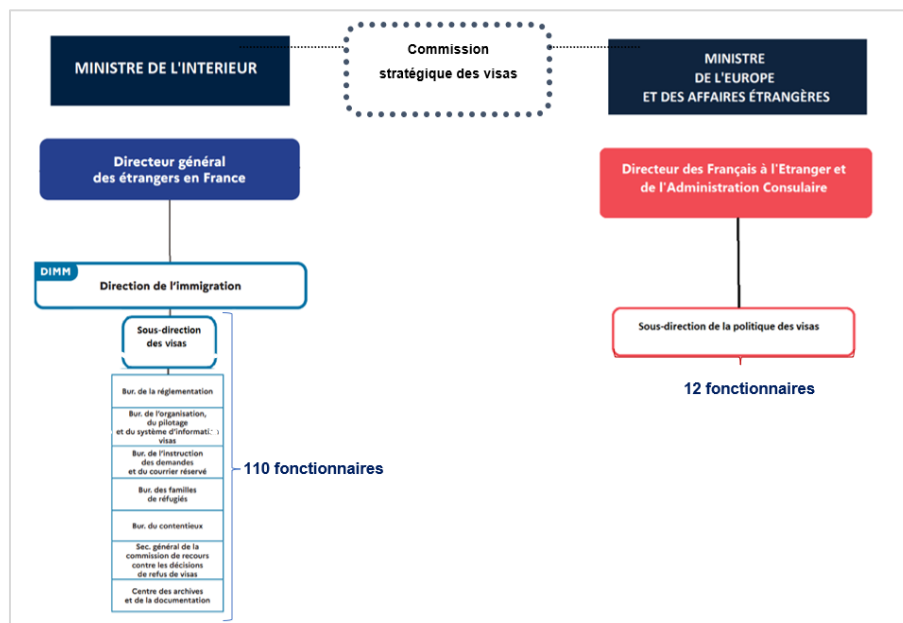 MINISTRE DE L'INTERIEUR
Commission
stratégique des visas
MINISTRE
DE L'EUROPE
ET DES AFFAIRES ÉTRANGÈRES
Directeur général
des étrangers en France
Directeur des Français à l'Etranger et
de l'Administration Consulaire
DIMM
Direction de l'immigration
Sous-direction
des visas
Sous-direction de la politique des visas
12 fonctionnaires
Bur. de la réglementation
Bur. de l'organisation,
du pilotage
et du système d'information
visas
Bur. de l'instruction
des demandes
et du courrier réservé
110 fonctionnaires
Bur. des familles
de réfugiés
Bur. du contentieux
Sec. général de la
commission de recours
contre les décisions
de refus de visas
Centre des archives
et de la documentation